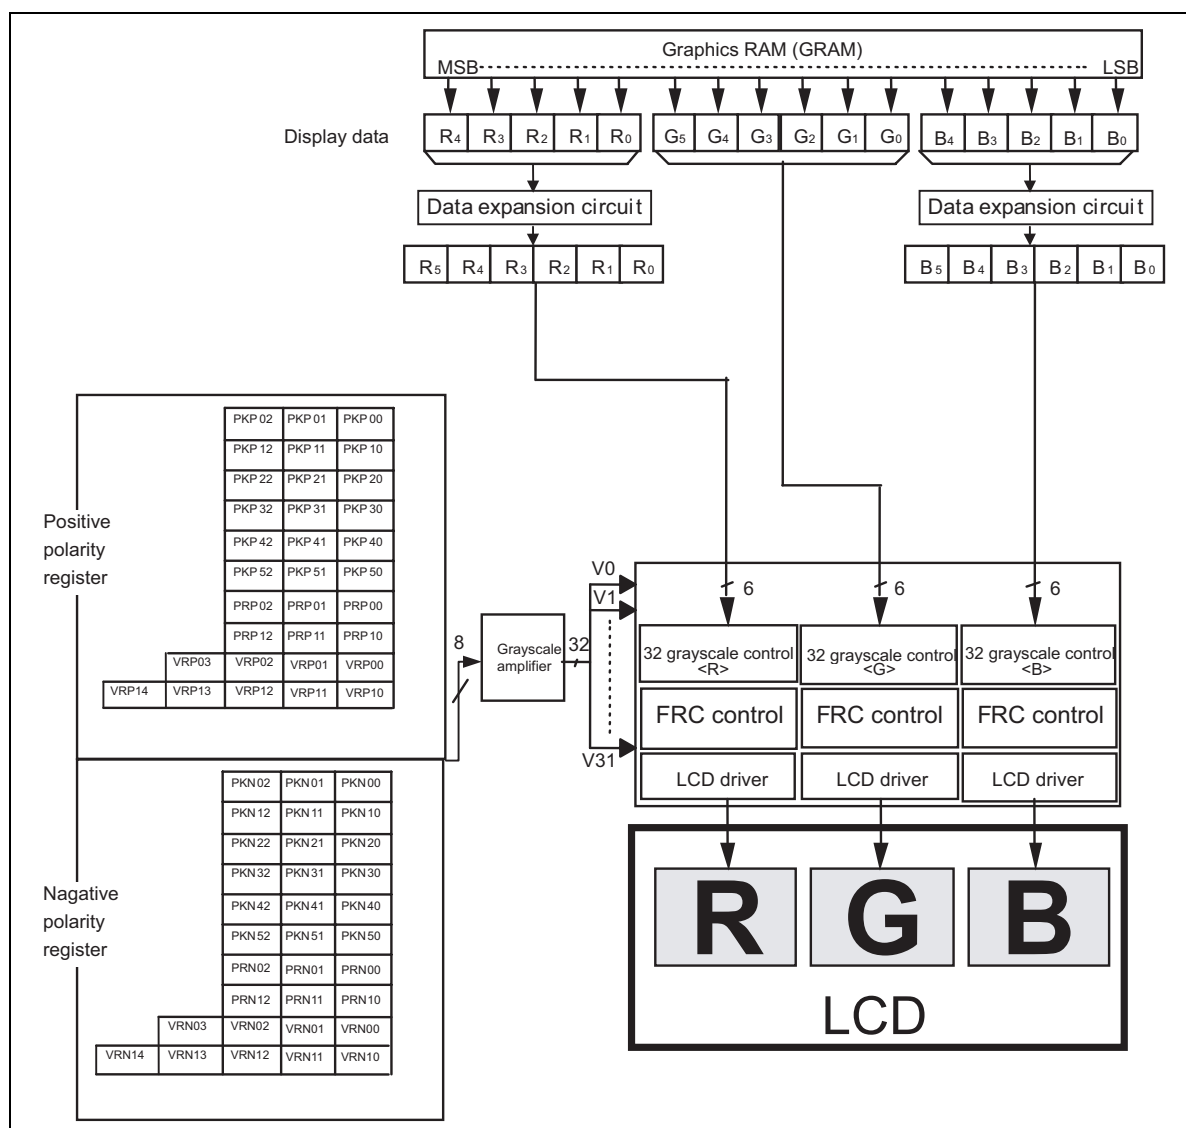 Graphics RAM (GRAM)
MSB LSB
Display data
R4 R3 R2 R1 R0 G5 G4 G3 G2 G1 G0 B4 B3 B2 B1 B0
Data expansion circuit Data expansion circuit
R5 R4 R3 R2 R1 R0 B5 B4 B3 B2 B1 B0
Positive
polarity
register
PKP02 PKP01 PKP00
PKP12 PKP11 PKP10
PKP22 PKP21 PKP20
PKP32 PKP31 PKP30
PKP42 PKP41 PKP40
PKP52 PKP51 PKP50
PRP02 PRP01 PRP00
PRP12 PRP11 PRP10
VRP03 VRP02 VRP01 VRP00
VRP14 VRP13 VRP12 VRP11 VRP10
8
Grayscale
amplifier
32
V0
V1
V31
6 6 6
32 grayscale control
<R>
32 grayscale control
<G>
32 grayscale control
<B>
FRC control FRC control FRC control
LCD driver LCD driver LCD driver
Nagative
polarity
register
PKN02 PKN01 PKN00
PKN12 PKN11 PKN10
PKN22 PKN21 PKN20
PKN32 PKN31 PKN30
PKN42 PKN41 PKN40
PKN52 PKN51 PKN50
PRN02 PRN01 PRN00
PRN12 PRN11 PRN10
VRN03 VRN02 VRN01 VRN00
VRN14 VRN13 VRN12 VRN11 VRN10
R G B
LCD